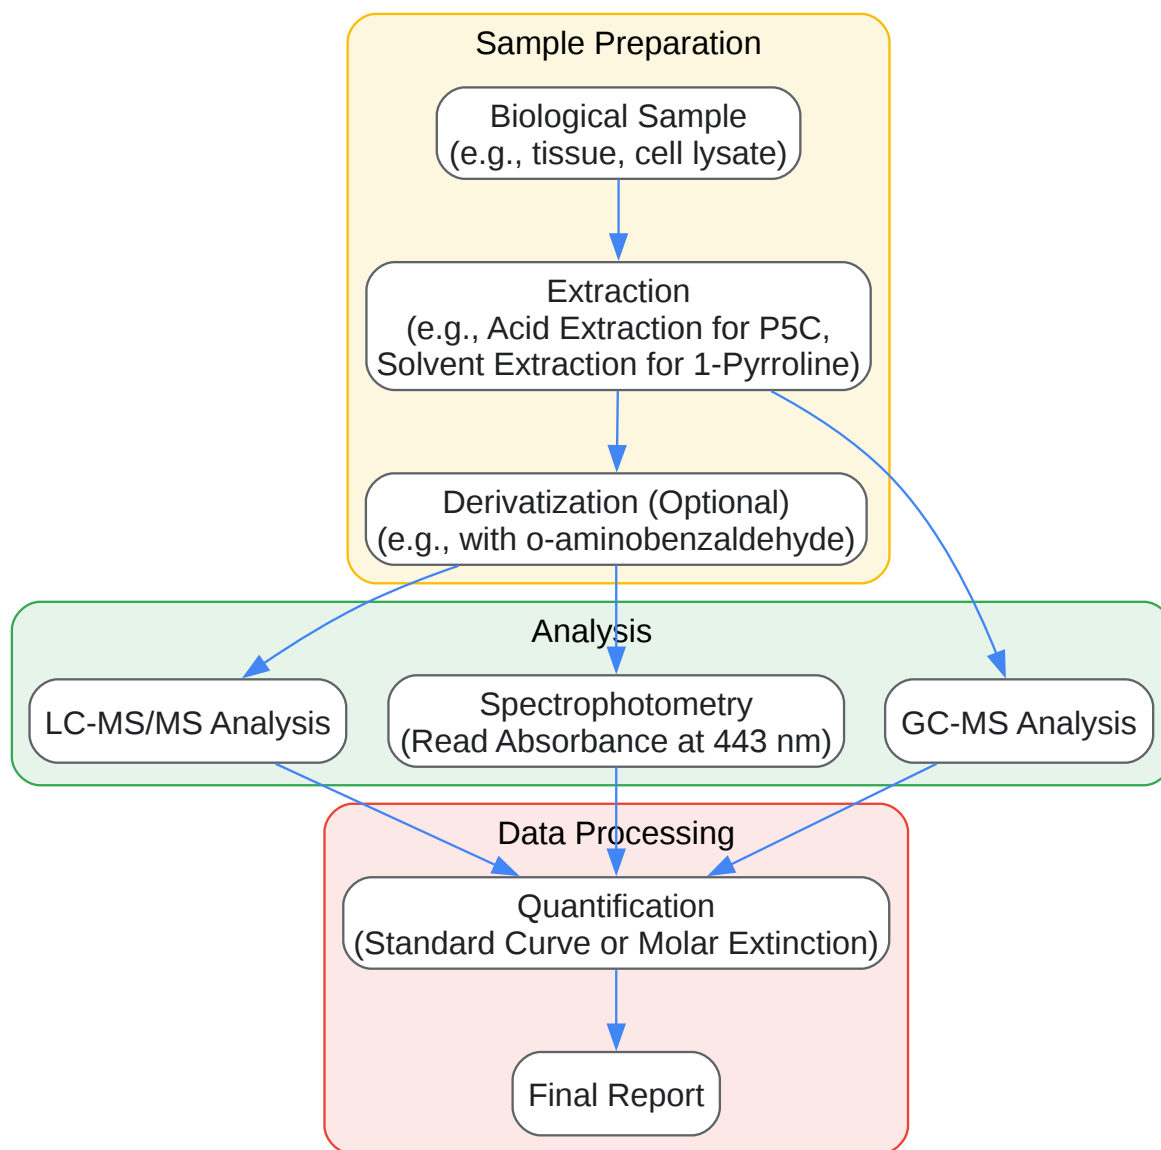 Sample Preparation
Biological Sample
(e.g., tissue, cell lysate)
Extraction
(e.g., Acid Extraction for P5C,
Solvent Extraction for 1-Pyrroline)
Derivatization (Optional)
(e.g., with o-aminobenzaldehyde)
Analysis
LC-MS/MS Analysis
Spectrophotometry
(Read Absorbance at 443 nm)
GC-MS Analysis
Data Processing
Quantification
(Standard Curve or Molar Extinction)
Final Report